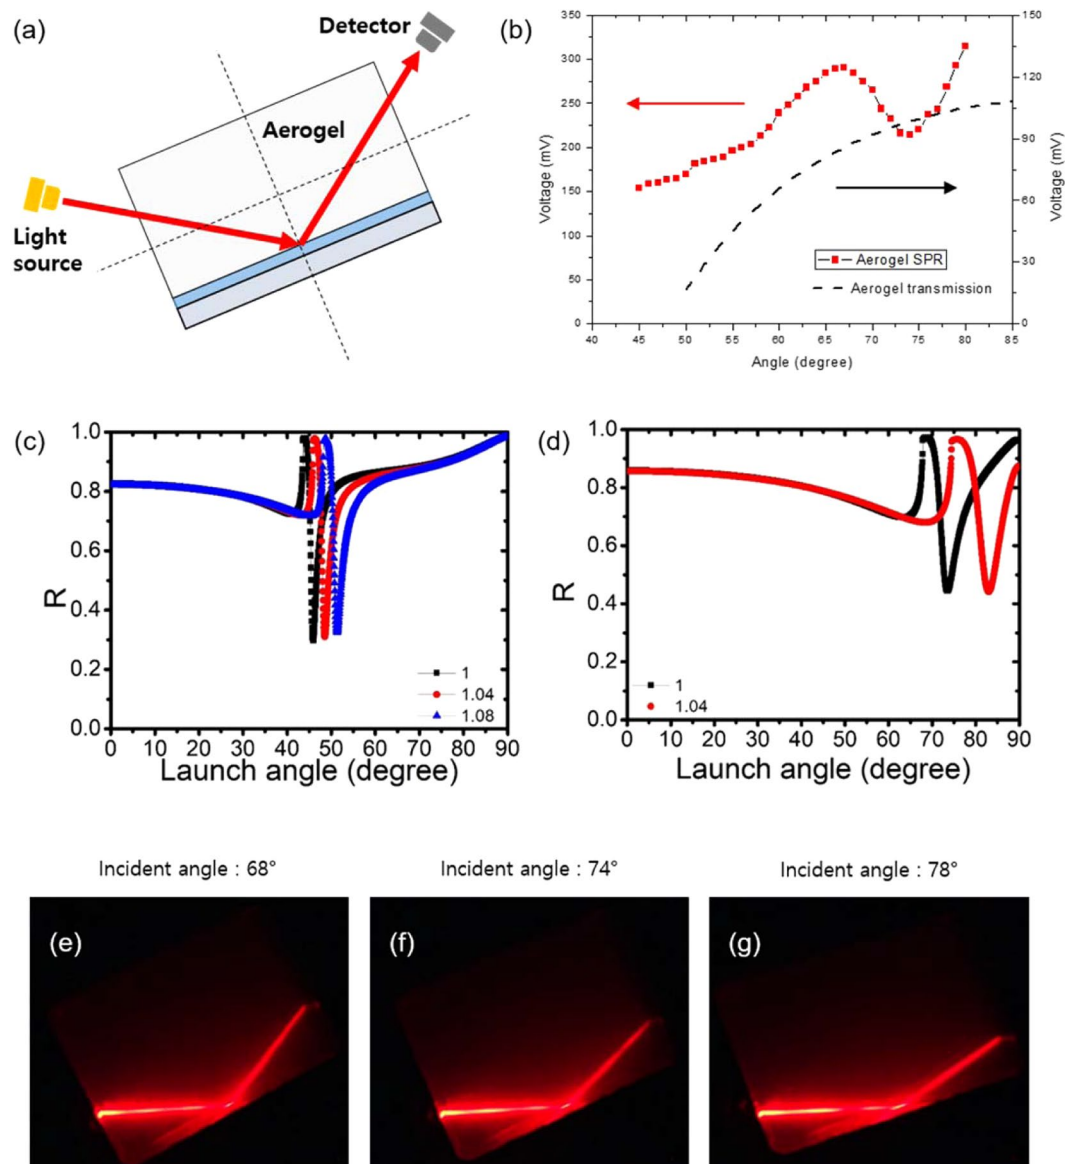 (a)
Detector
Aerogel
Light
source
(b)
350
300
250
200
150
100
50
0
Voltage (mV)
150
120
90
60
30
0
Voltage (mV)
Aerogel SPR
Aerogel transmission
40 45 50 55 60 65 70 75 80 85
Angle (degree)
(c)
1.0
0.8
0.6
0.4
0.2
0.0
R
1
1.04
1.08
0 10 20 30 40 50 60 70 80 90
Launch angle (degree)
(d)
1.0
0.8
0.6
0.4
0.2
0.0
R
1
1.04
0 10 20 30 40 50 60 70 80 90
Launch angle (degree)
Incident angle : 68°
Incident angle : 74°
Incident angle : 78°
(e)
(f)
(g)